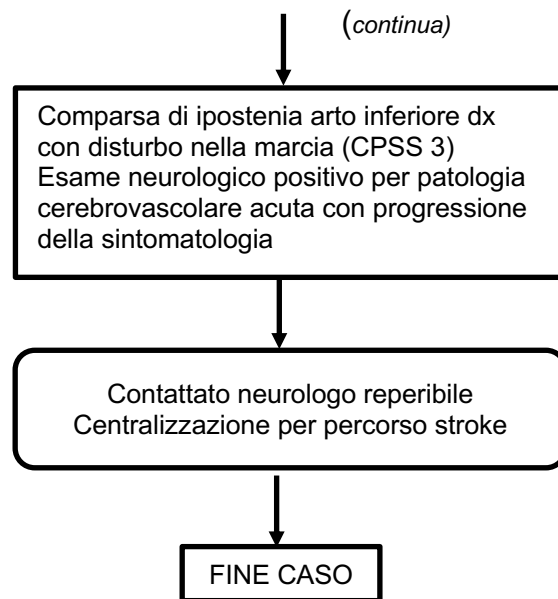 (continua)
Comparsa di ipostenia arto inferiore dx
con disturbo nella marcia (CPSS 3)
Esame neurologico positivo per patologia
cerebrovascolare acuta con progressione
della sintomatologia
Contattato neurologo reperibile
Centralizzazione per percorso stroke
FINE CASO